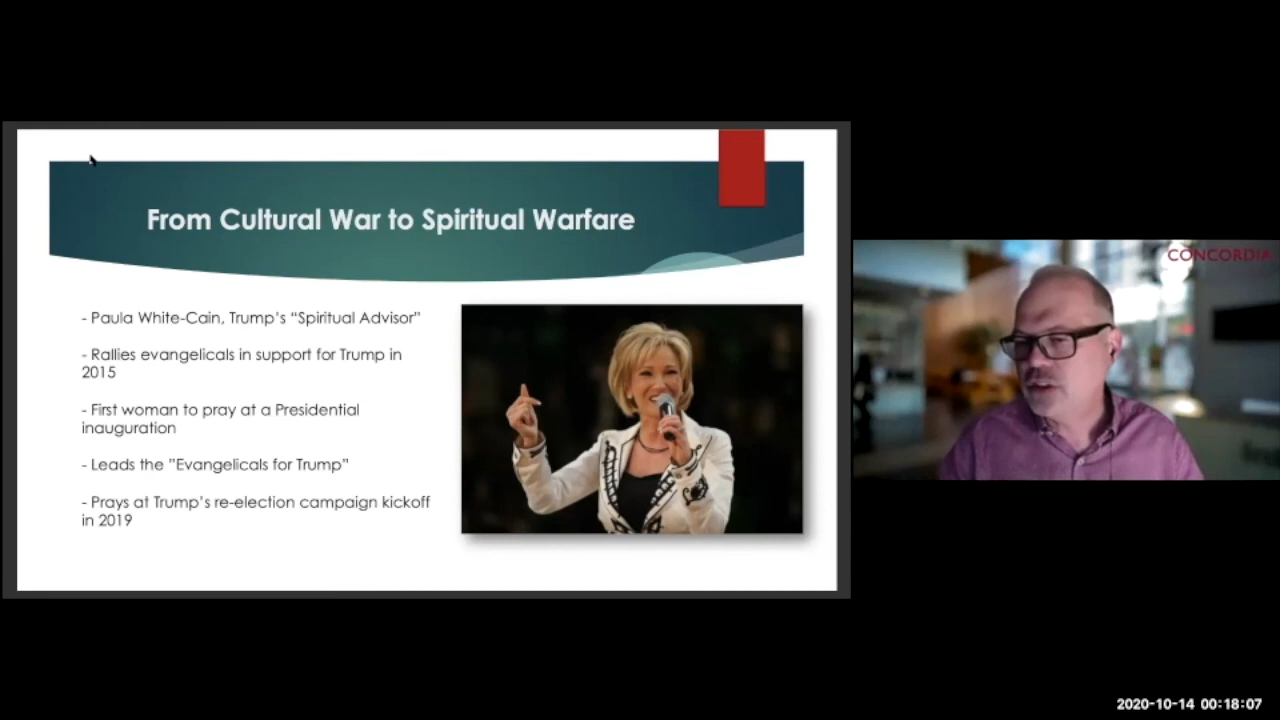 From Cultural War to Spiritual Warfare
- Paula White-Cain, Trump’s “Spiritual Advisor”
- Rallies evangelicals in support for Trump in
2015
- First woman to pray at a Presidential
inauguration
- Leads the ”Evangelicals for Trump”
- Prays at Trump’s re-election campaign kickoff
in 2019
CONCORDIA
2020-10-14 00:18:07